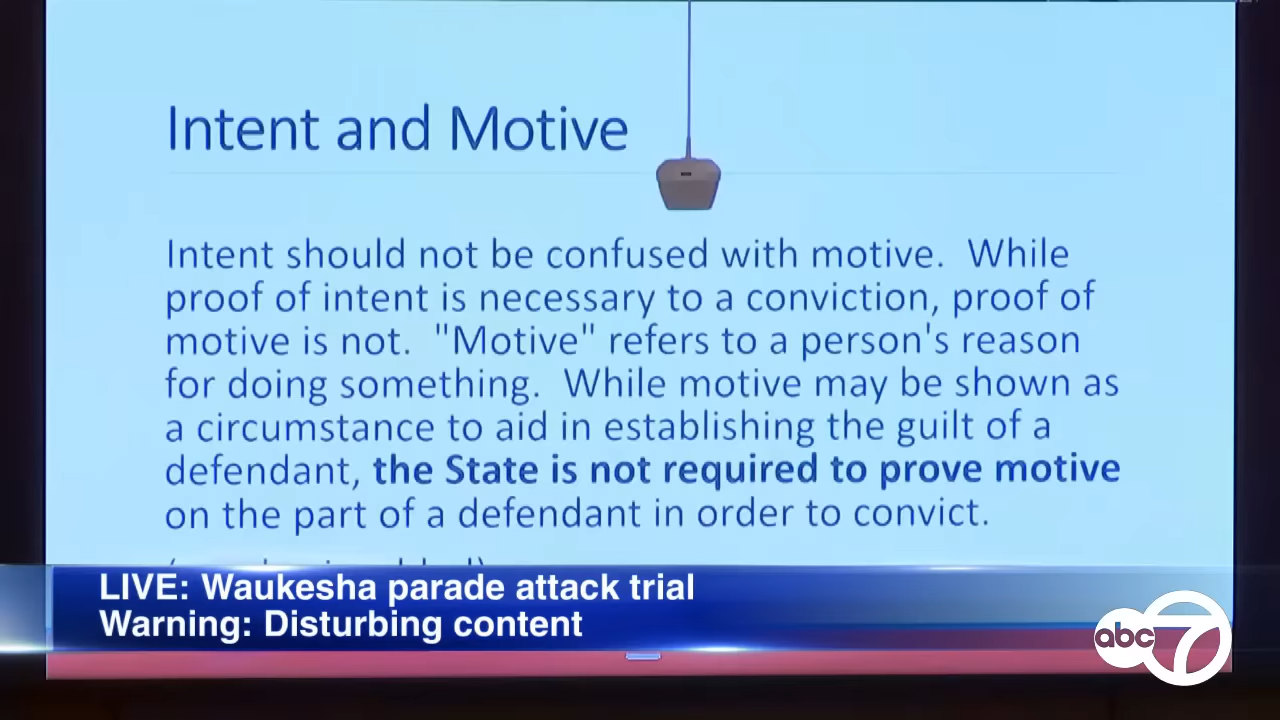 Intent and Motive
Intent should not be confused with motive.  While
proof of intent is necessary to a conviction, proof of
motive is not.  "Motive" refers to a person's reason
for doing something.  While motive may be shown as
a circumstance to aid in establishing the guilt of a
defendant, the State is not required to prove motive
on the part of a defendant in order to convict.
LIVE: Waukesha parade attack trial
Warning: Disturbing content
abc 7